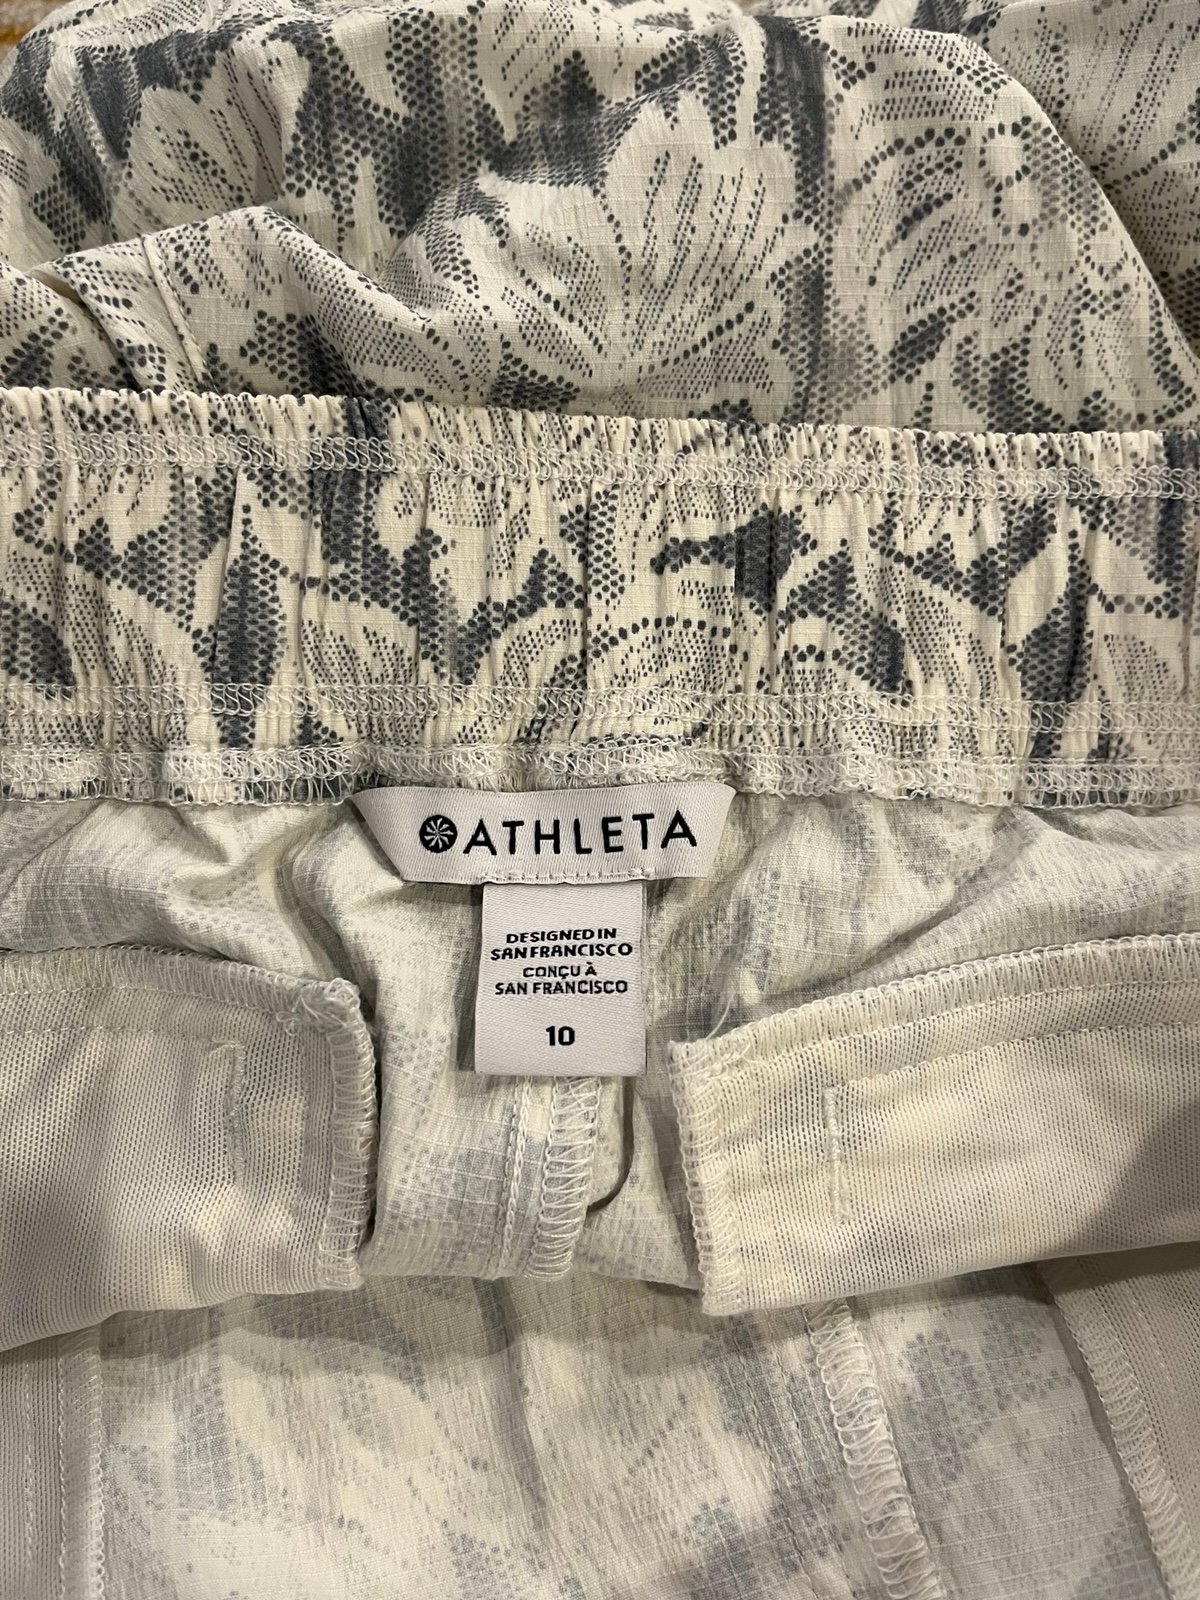 ATHLETA
DESIGNED IN
SAN FRANCISCO
CONÇU À
SAN FRANCISCO
10